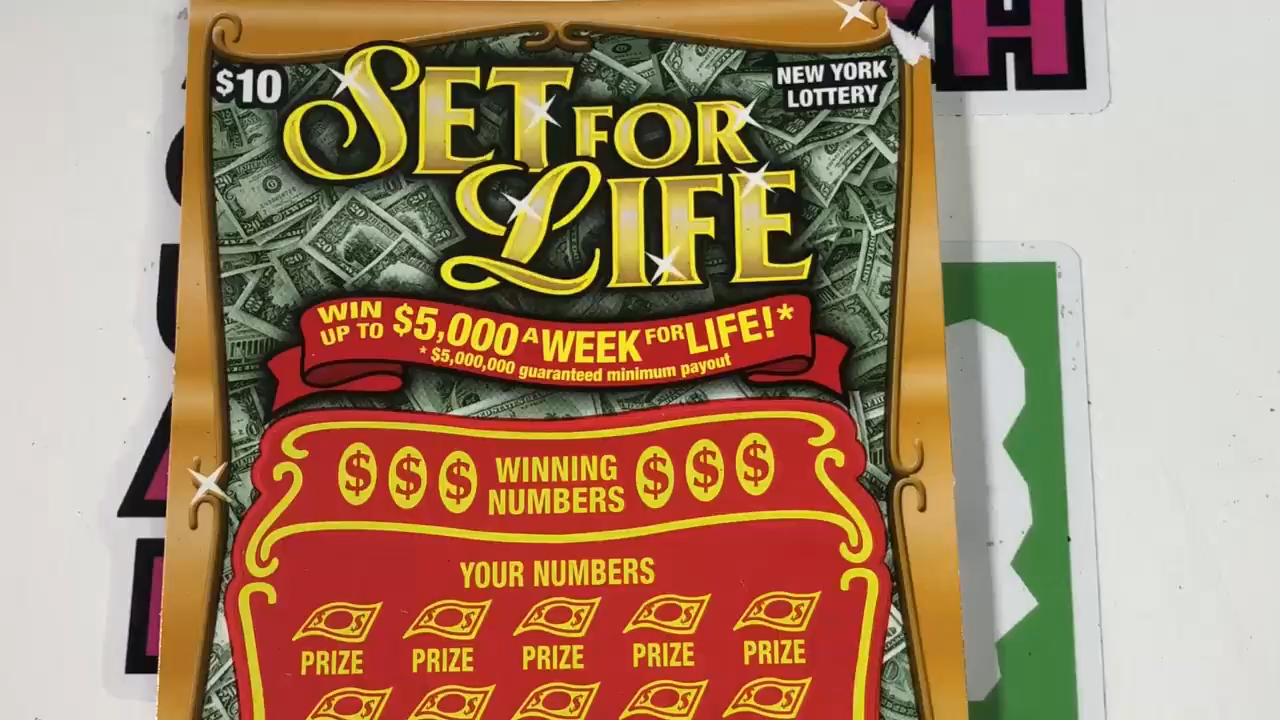 $10
SET FOR
LIFE
NEW YORK
LOTTERY
WIN
UP TO $5,000 A WEEK FOR LIFE!*
* $5,000,000 guaranteed minimum payout
$ $ $ WINNING NUMBERS $ $ $
YOUR NUMBERS
PRIZE PRIZE PRIZE PRIZE PRIZE
H